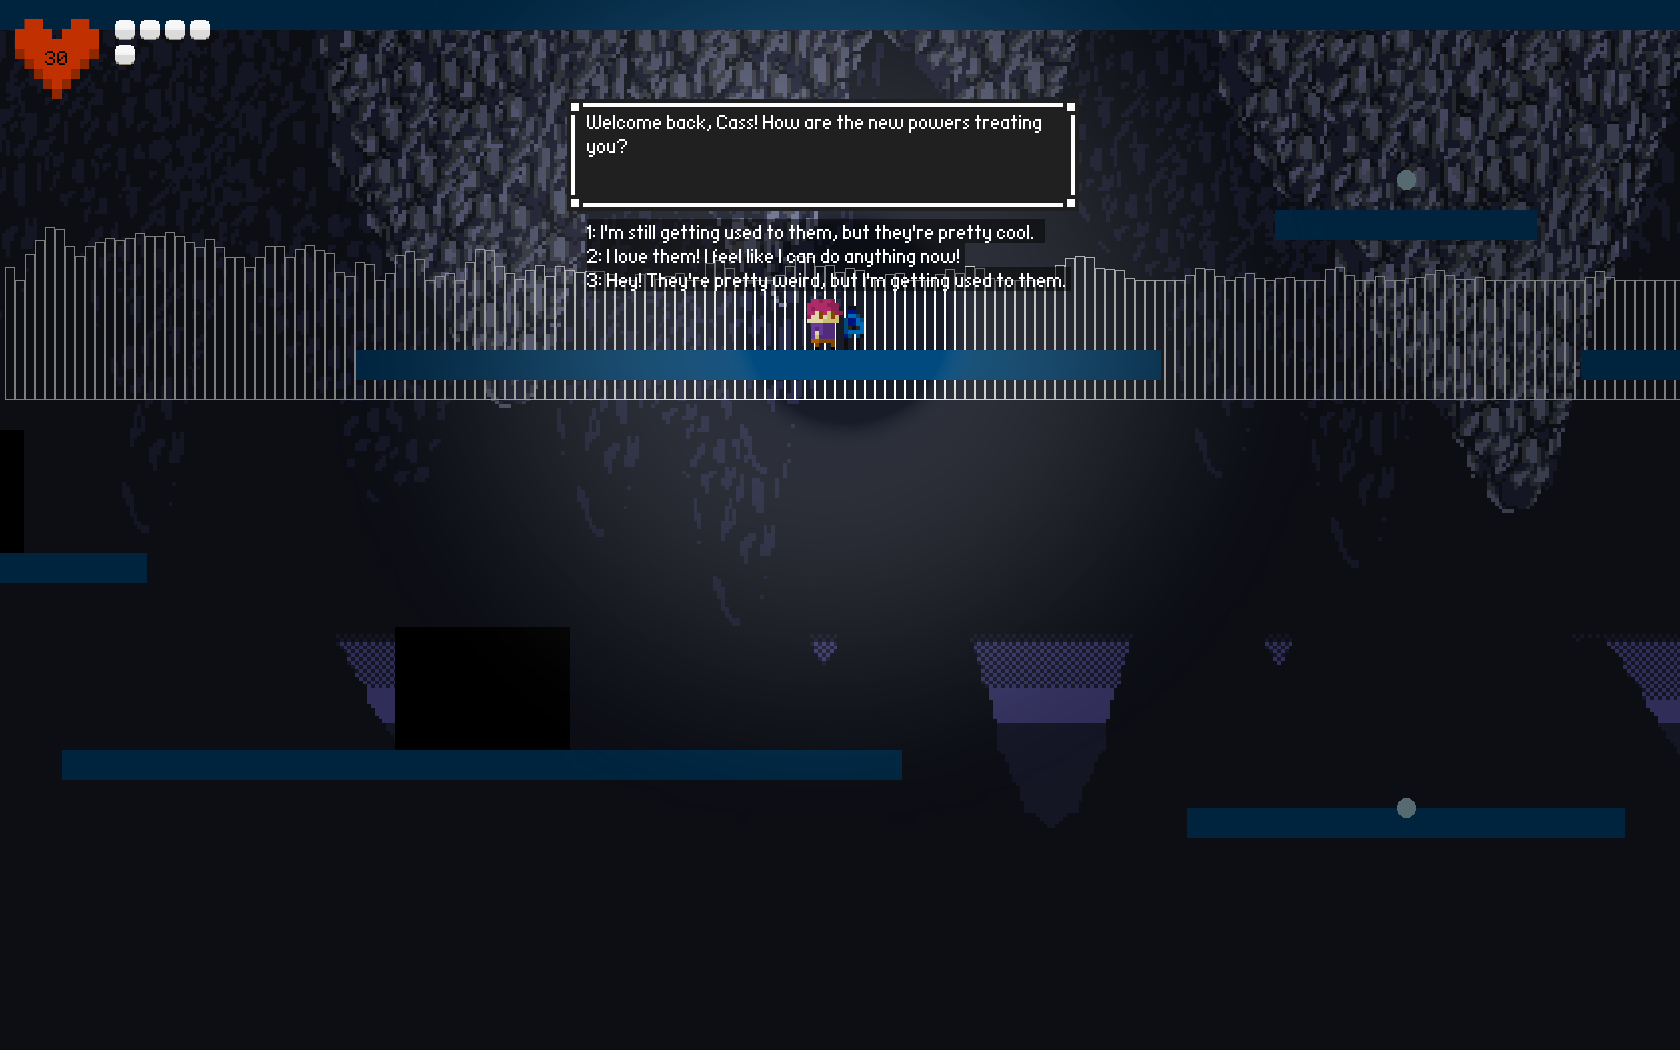 30
Welcome back, Cass! How are the new powers treating
you?
1: I'm still getting used to them, but they're pretty cool.
2: I love them! I feel like I can do anything now!
3: Hey! They're pretty weird, but I'm getting used to them.